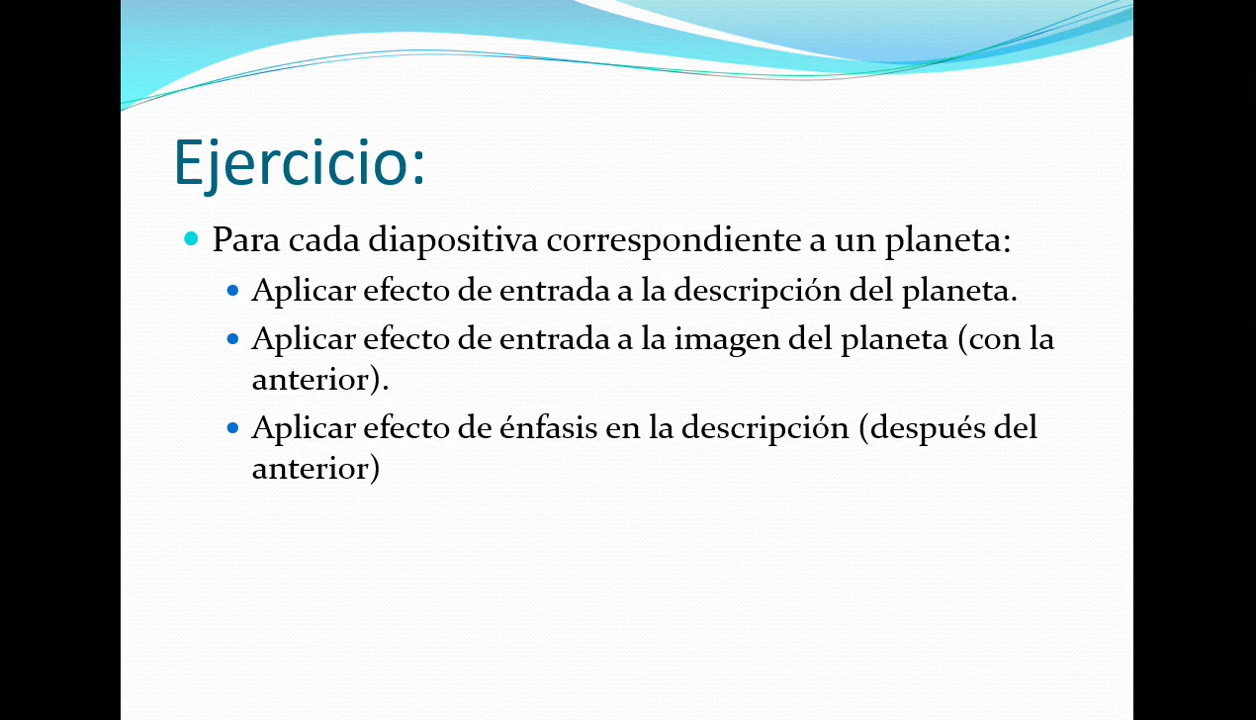 Ejercicio:
Para cada diapositiva correspondiente a un planeta:
Aplicar efecto de entrada a la descripción del planeta.
Aplicar efecto de entrada a la imagen del planeta (con la
anterior).
Aplicar efecto de énfasis en la descripción (después del
anterior)